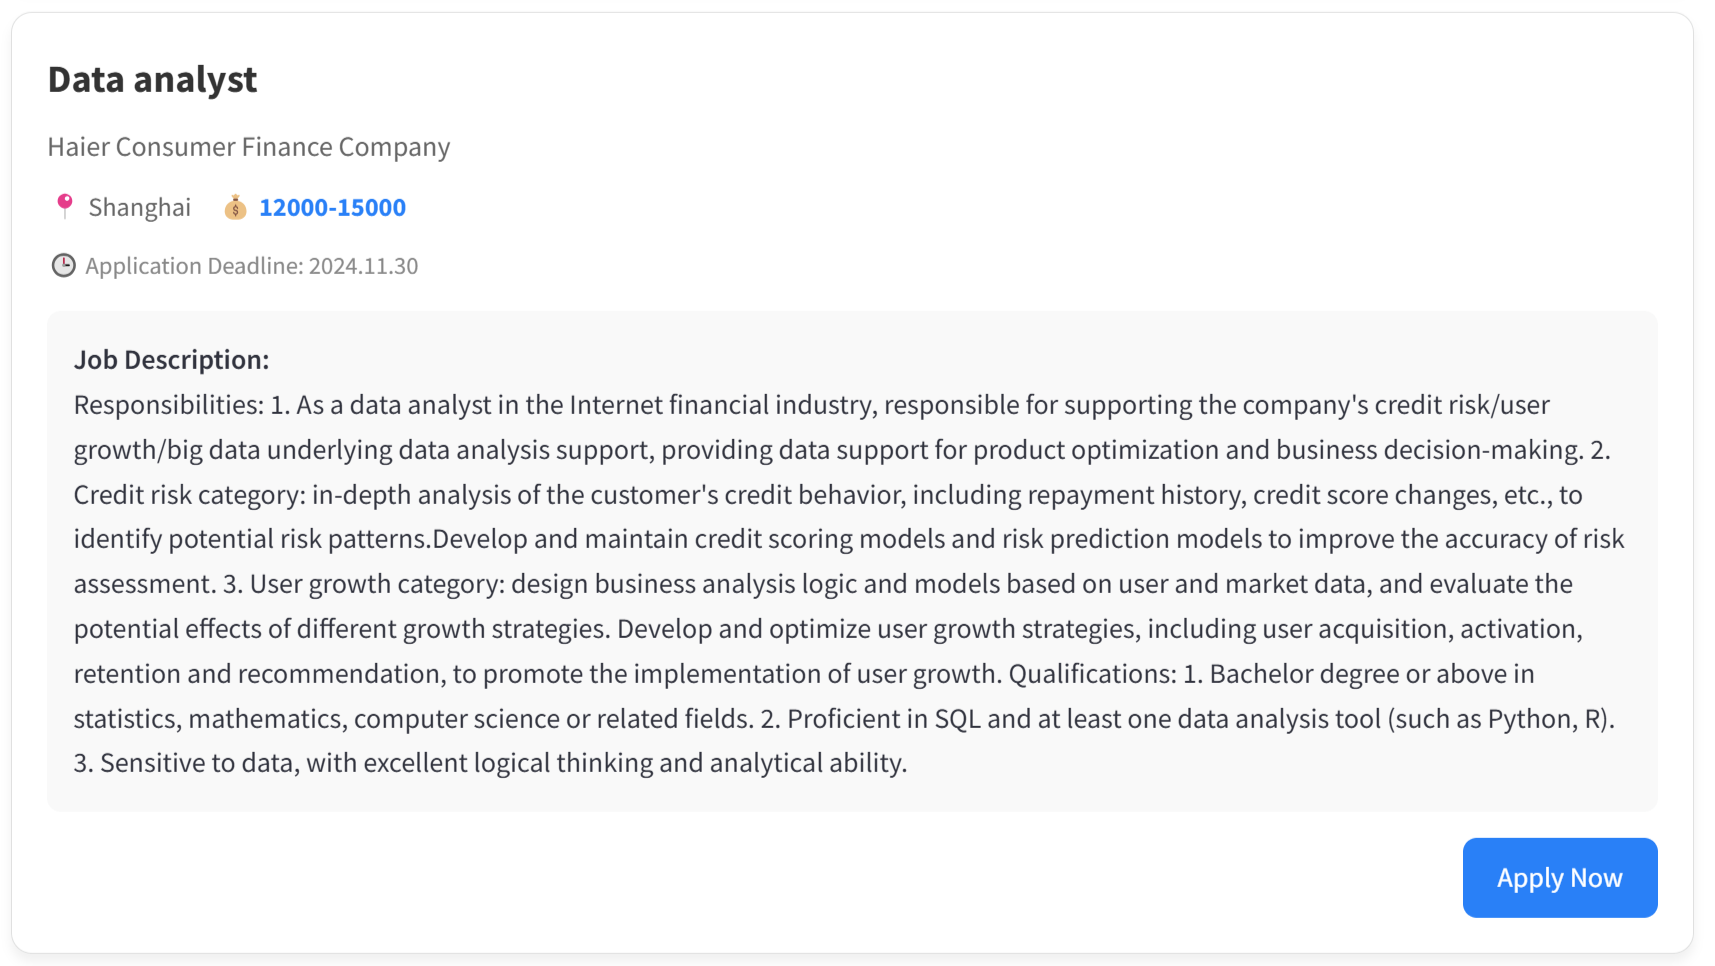 Data analyst
Haier Consumer Finance Company
Shanghai 12000-15000
Application Deadline: 2024.11.30
Job Description:
Responsibilities: 1. As a data analyst in the Internet financial industry, responsible for supporting the company's credit risk/user
growth/big data underlying data analysis support, providing data support for product optimization and business decision-making. 2.
Credit risk category: in-depth analysis of the customer's credit behavior, including repayment history, credit score changes, etc., to
identify potential risk patterns.Develop and maintain credit scoring models and risk prediction models to improve the accuracy of risk
assessment. 3. User growth category: design business analysis logic and models based on user and market data, and evaluate the
potential effects of different growth strategies. Develop and optimize user growth strategies, including user acquisition, activation,
retention and recommendation, to promote the implementation of user growth. Qualifications: 1. Bachelor degree or above in
statistics, mathematics, computer science or related fields. 2. Proficient in SQL and at least one data analysis tool (such as Python, R).
3. Sensitive to data, with excellent logical thinking and analytical ability.
Apply Now